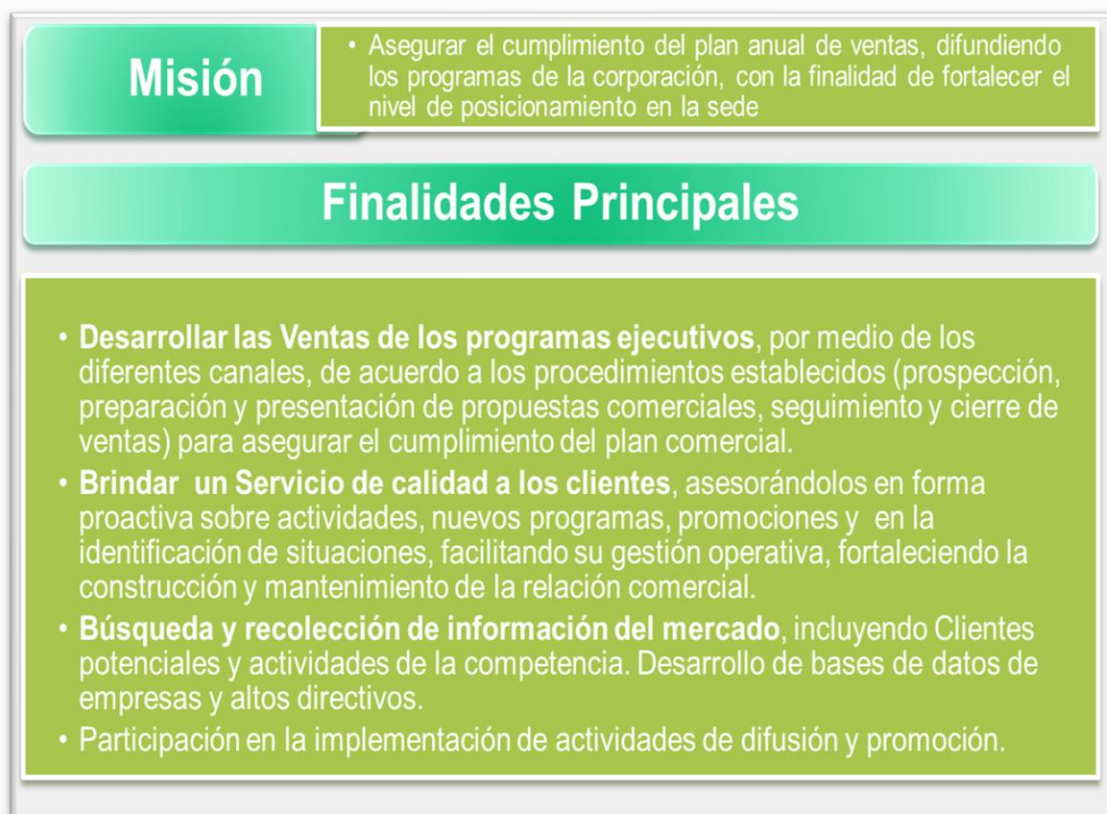 Misión
• Asegurar el cumplimiento del plan anual de ventas, difundiendo
los programas de la corporación, con la finalidad de fortalecer el
nivel de posicionamiento en la sede
Finalidades Principales
• Desarrollar las Ventas de los programas ejecutivos, por medio de los
diferentes canales, de acuerdo a los procedimientos establecidos (prospección,
preparación y presentación de propuestas comerciales, seguimiento y cierre de
ventas) para asegurar el cumplimiento del plan comercial.
• Brindar un Servicio de calidad a los clientes, asesorándolos en forma
proactiva sobre actividades, nuevos programas, promociones y en la
identificación de situaciones, facilitando su gestión operativa, fortaleciendo la
construcción y mantenimiento de la relación comercial.
• Búsqueda y recolección de información del mercado, incluyendo Clientes
potenciales y actividades de la competencia. Desarrollo de bases de datos de
empresas y altos directivos.
• Participación en la implementación de actividades de difusión y promoción.